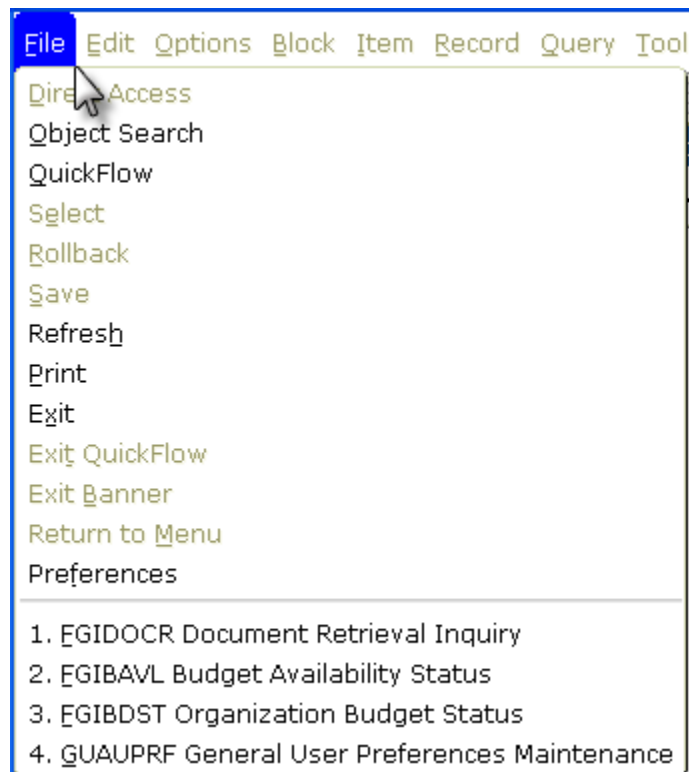 File Edit Options Block Item Record Query Tool
Direct Access
Object Search
QuickFlow
Select
Rollback
Save
Refresh
Print
Exit
Exit QuickFlow
Exit Banner
Return to Menu
Preferences
1. FGIDOCR Document Retrieval Inquiry
2. FGIBAVL Budget Availability Status
3. FGIBDST Organization Budget Status
4. GUAUPRF General User Preferences Maintenance